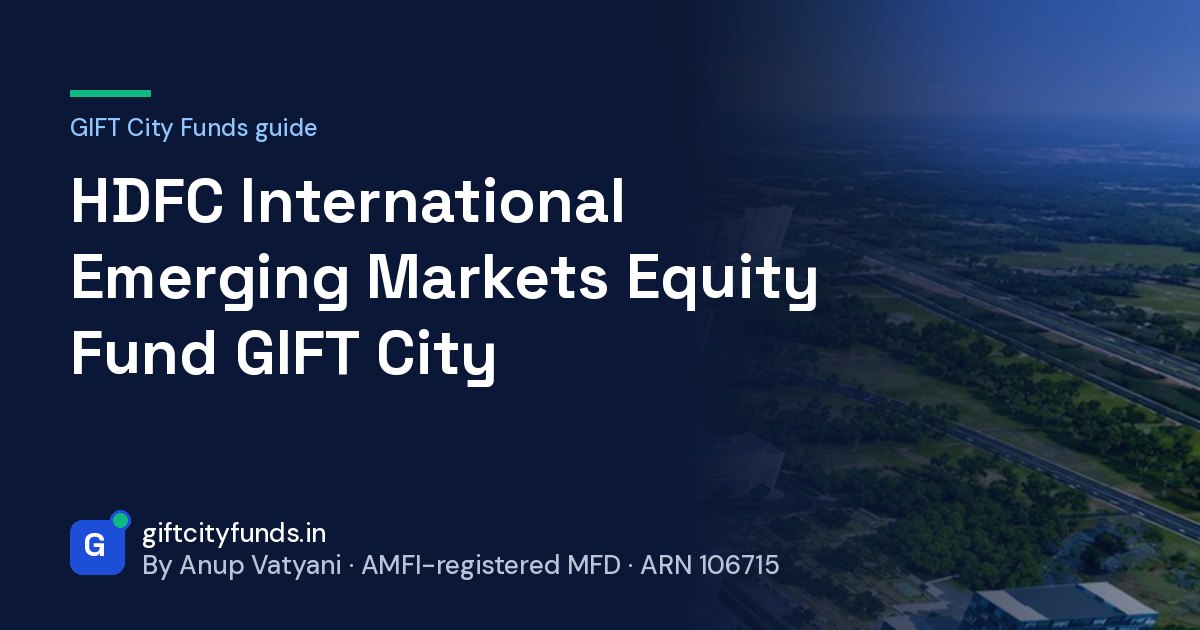 GIFT City Funds guide
HDFC International
Emerging Markets Equity
Fund GIFT City
G
giftcityfunds.in
By Anup Vatyani · AMFI-registered MFD · ARN 106715